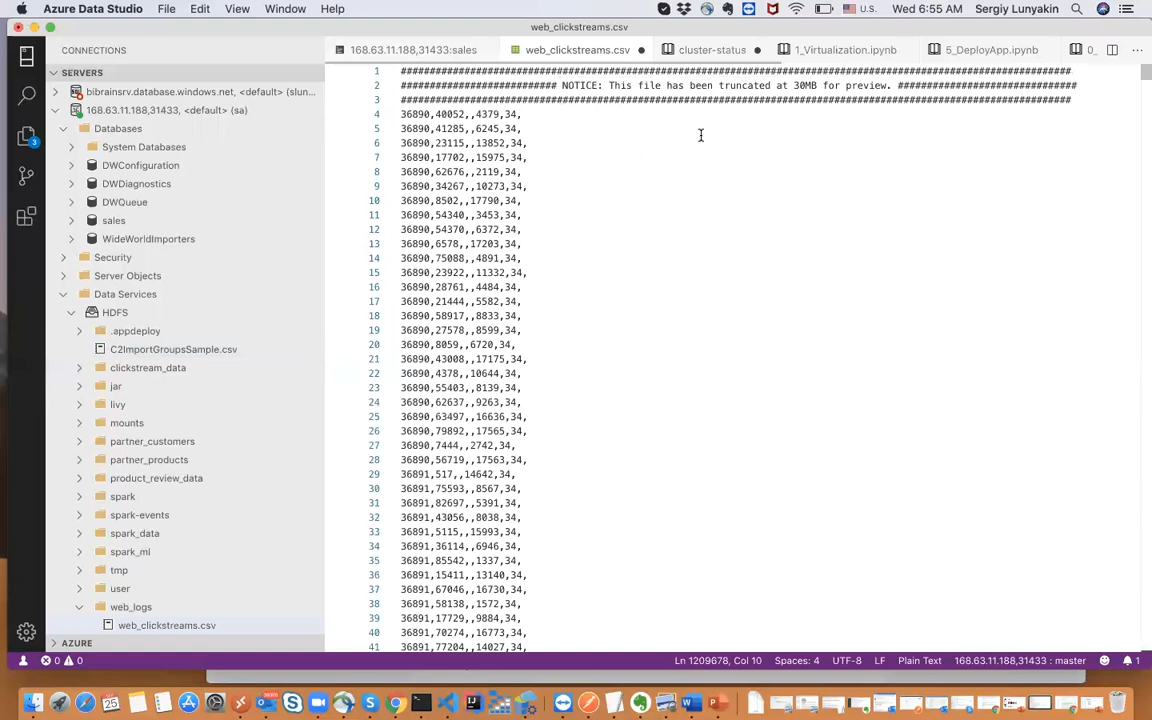 Azure Data Studio File Edit View Window Help U.S. Wed 6:55 AM Sergiy Lunyakin
web_clickstreams.csv
CONNECTIONS
168.63.11.188,31433:sales web_clickstreams.csv cluster-status 1_Virtualization.ipynb 5_DeployApp.ipynb 0_ ...
SERVERS
bibrainsrv.database.windows.net, <default> (slun...
168.63.11.188,31433, <default> (sa)
Databases
System Databases
DWConfiguration
DWDiagnostics
DWQueue
sales
WideWorldImporters
Security
Server Objects
Data Services
HDFS
.appdeploy
C2ImportGroupsSample.csv
clickstream_data
jar
livy
mounts
partner_customers
partner_products
product_review_data
spark
spark-events
spark_data
spark_ml
tmp
user
web_logs
web_clickstreams.csv
AZURE
3
1 ####################################################################################################################
2 ########################### NOTICE: This file has been truncated at 30MB for preview. ###############################
3 ####################################################################################################################
4 36890,40052,,4379,34,
5 36890,41285,,6245,34,
6 36890,23115,,13852,34,
7 36890,17702,,15975,34,
8 36890,62676,,2119,34,
9 36890,34267,,10273,34,
10 36890,8502,,17790,34,
11 36890,54340,,3453,34,
12 36890,54370,,6372,34,
13 36890,6578,,17203,34,
14 36890,75088,,4891,34,
15 36890,23922,,11332,34,
16 36890,28761,,4484,34,
17 36890,21444,,5582,34,
18 36890,58917,,8833,34,
19 36890,27578,,8599,34,
20 36890,8059,,6720,34,
21 36890,43008,,17175,34,
22 36890,4378,,10644,34,
23 36890,55403,,8139,34,
24 36890,62637,,9263,34,
25 36890,63497,,16636,34,
26 36890,79892,,17565,34,
27 36890,7444,,2742,34,
28 36890,56719,,17563,34,
29 36891,517,,14642,34,
30 36891,75593,,8567,34,
31 36891,82697,,5391,34,
32 36891,43056,,8038,34,
33 36891,5115,,15993,34,
34 36891,36114,,6946,34,
35 36891,85542,,1337,34,
36 36891,15411,,13140,34,
37 36891,67046,,16730,34,
38 36891,58138,,1572,34,
39 36891,17729,,9884,34,
40 36891,70274,,16773,34,
41 36891,77204,,14027,34,
0 0 Ln 1209678, Col 10 Spaces: 4 UTF-8 LF Plain Text 168.63.11.188,31433 : master 1
25